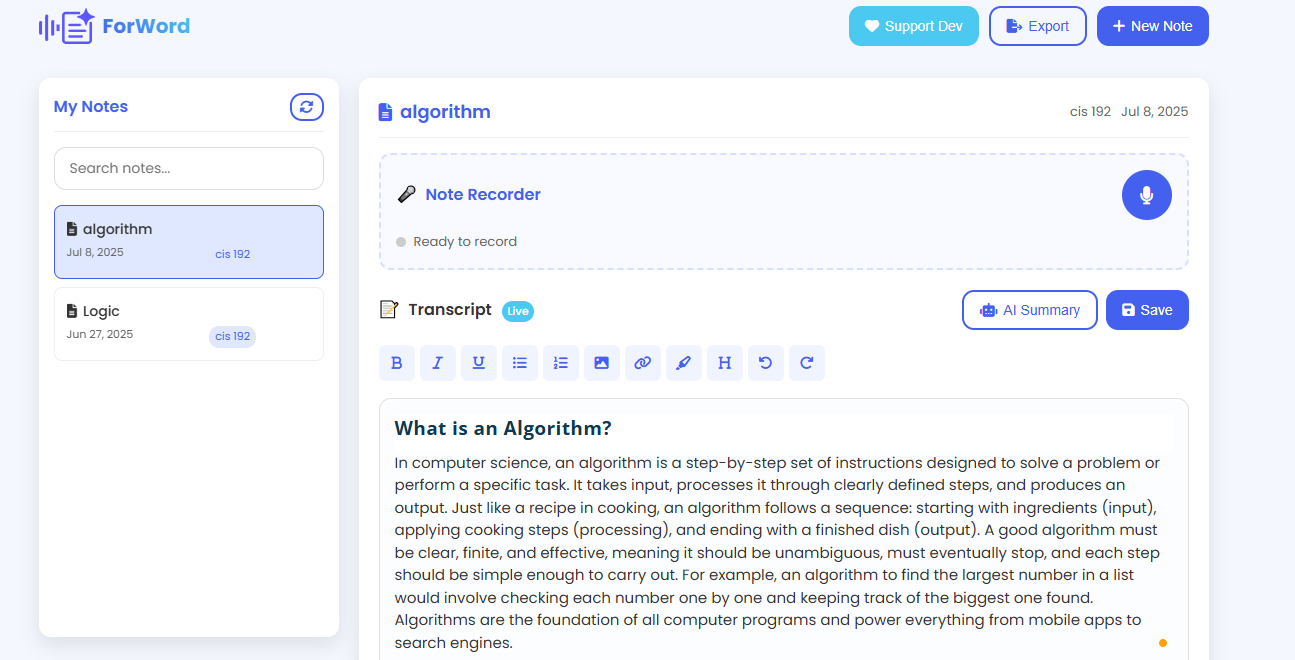 ForWord
Support Dev
Export
New Note
My Notes
Search notes...
algorithm
Jul 8, 2025
cis 192
Logic
Jun 27, 2025
cis 192
algorithm
cis 192 Jul 8, 2025
Note Recorder
Ready to record
Transcript Live
AI Summary
Save
B I U H
What is an Algorithm?
In computer science, an algorithm is a step-by-step set of instructions designed to solve a problem or
perform a specific task. It takes input, processes it through clearly defined steps, and produces an
output. Just like a recipe in cooking, an algorithm follows a sequence: starting with ingredients (input),
applying cooking steps (processing), and ending with a finished dish (output). A good algorithm must
be clear, finite, and effective, meaning it should be unambiguous, must eventually stop, and each step
should be simple enough to carry out. For example, an algorithm to find the largest number in a list
would involve checking each number one by one and keeping track of the biggest one found.
Algorithms are the foundation of all computer programs and power everything from mobile apps to
search engines.